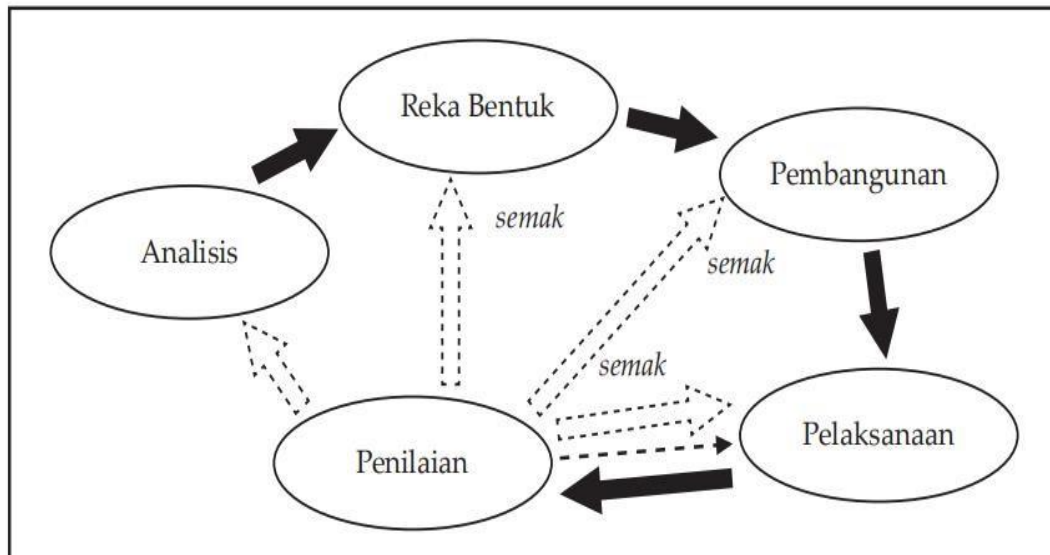 Reka Bentuk
Pembangunan
semak
Analisis
semak
semak
Penilaian
Pelaksanaan